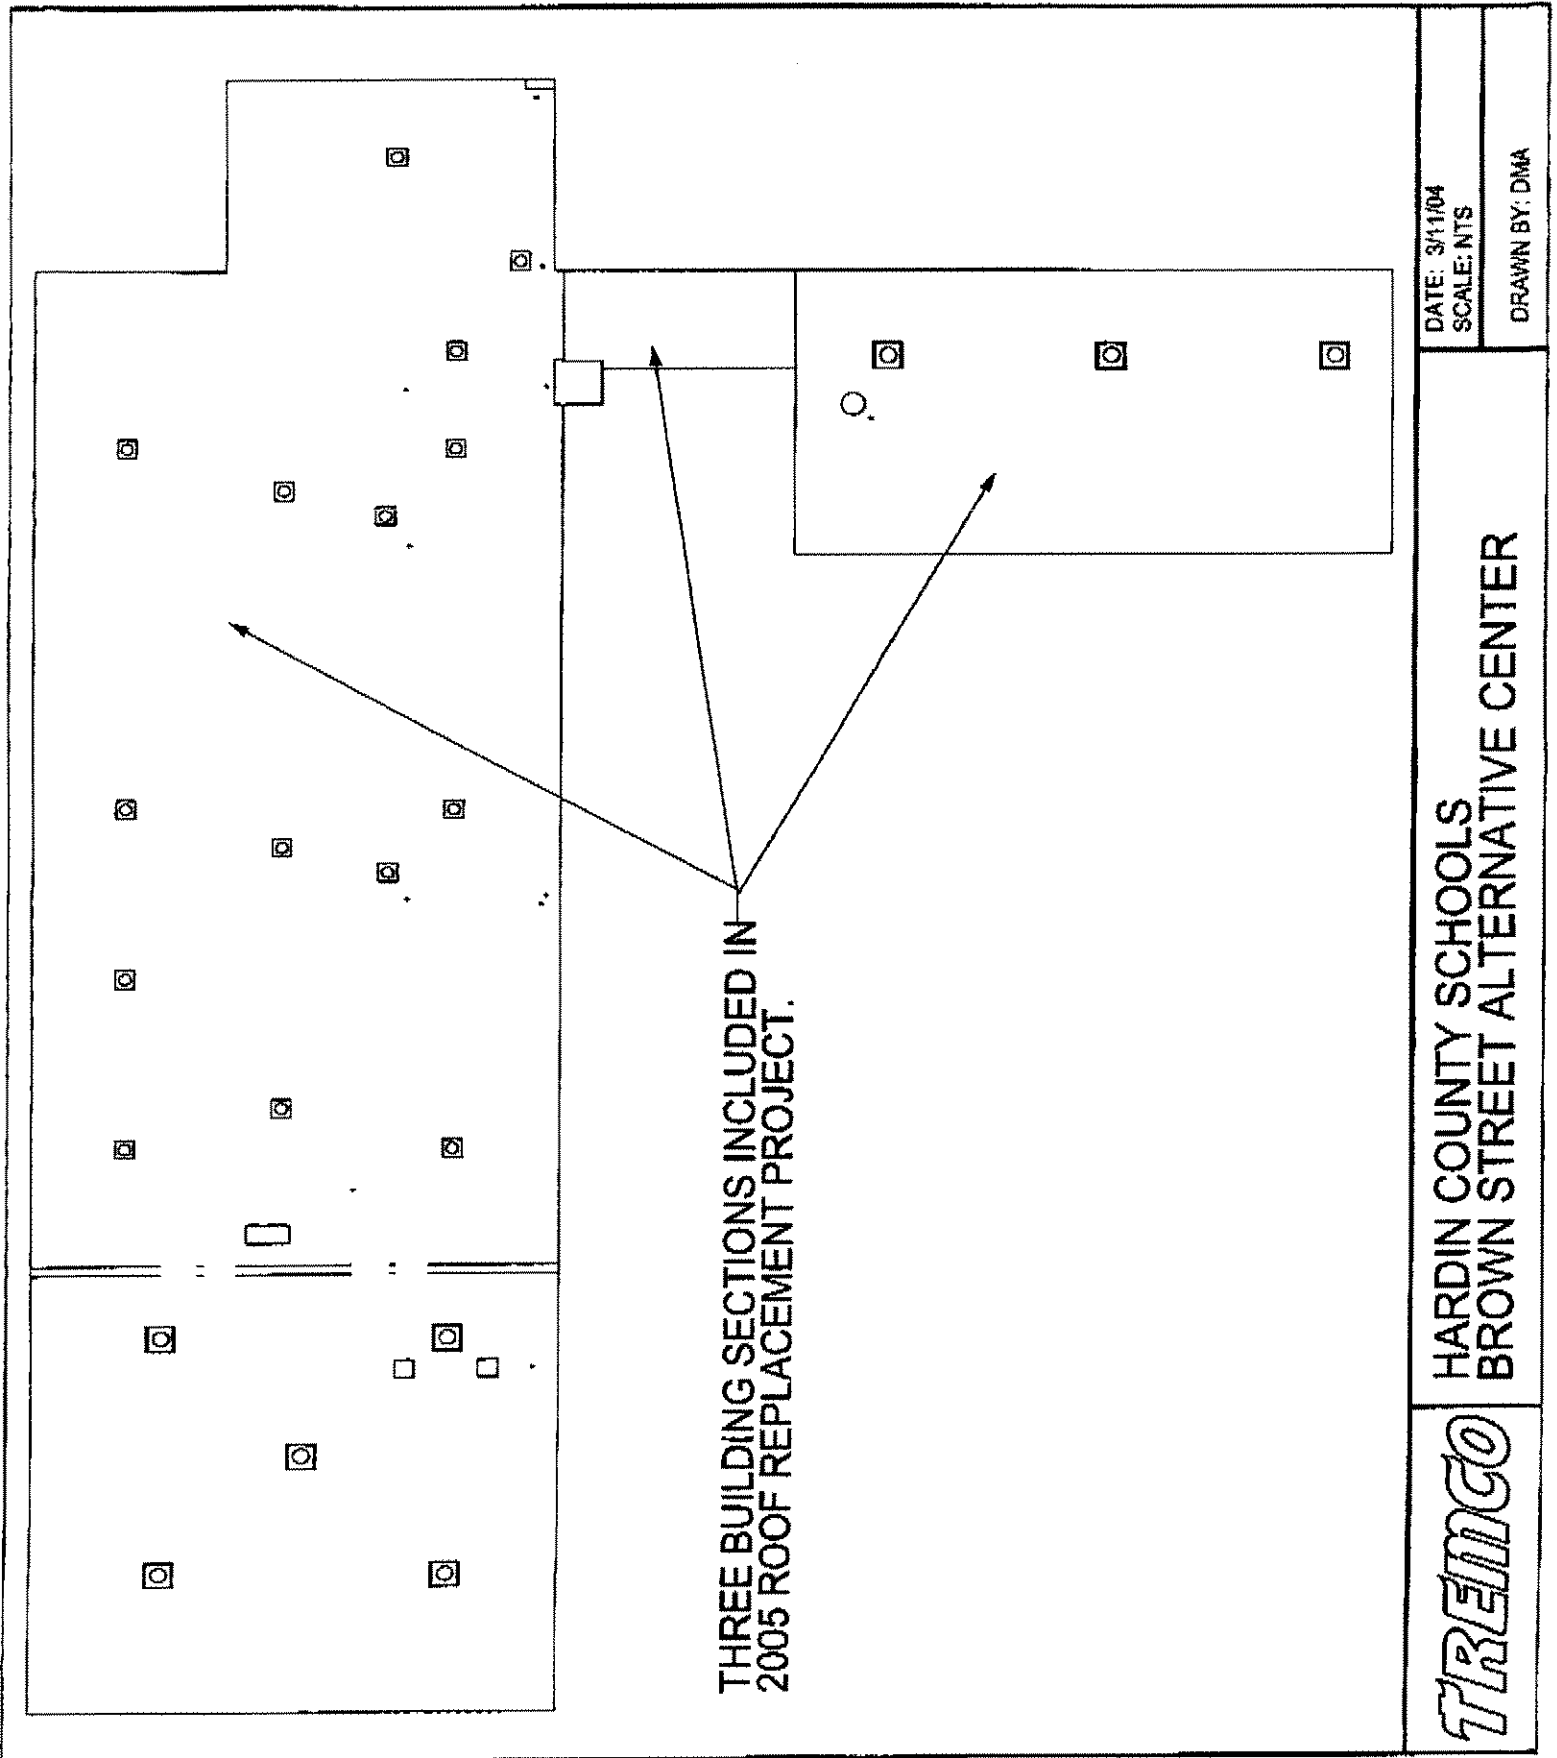 THREE BUILDING SECTIONS INCLUDED IN
2005 ROOF REPLACEMENT PROJECT.
TREMCO
HARDIN COUNTY SCHOOLS
BROWN STREET ALTERNATIVE CENTER
DATE: 3/11/04
SCALE: NTS
DRAWN BY: DMA